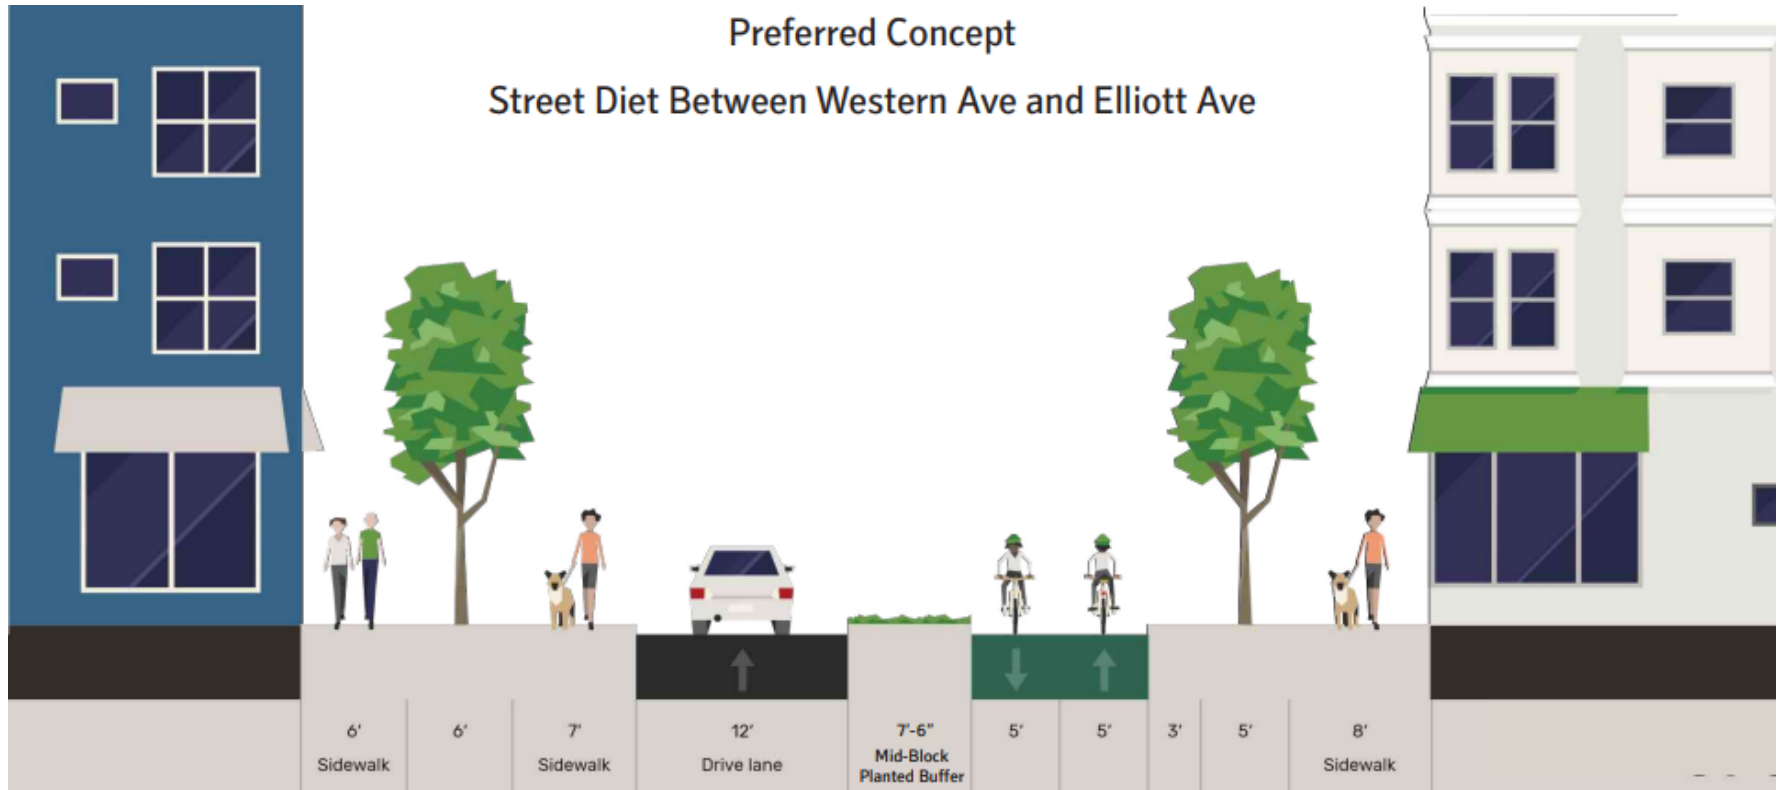 Preferred Concept
Street Diet Between Western Ave and Elliott Ave
6' 6' 7' 12' 7'-6" 5' 5' 3' 5' 8'
Sidewalk Sidewalk Drive lane Mid-Block Sidewalk
Planted Buffer